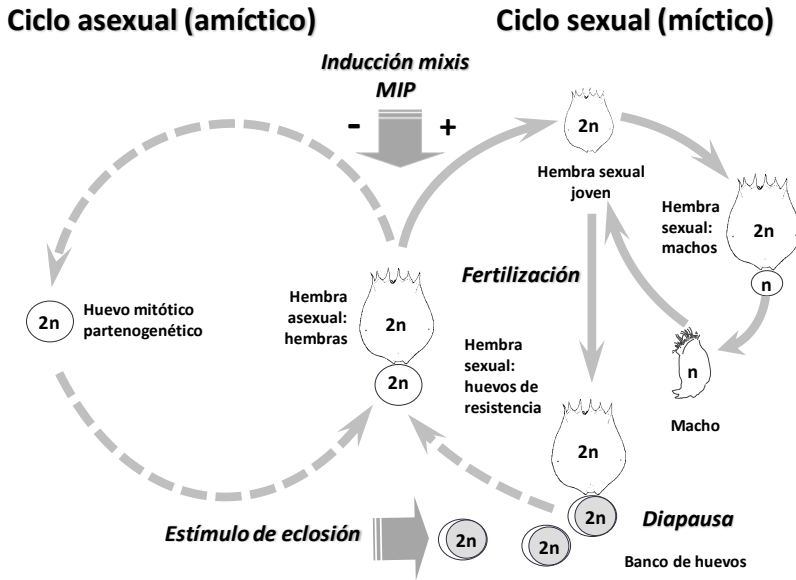 Ciclo asexual (amíctico)
Ciclo sexual (míctico)
Inducción mixis
MIP
-
+
2n
Hembra sexual
joven
Hembra
sexual:
machos
2n
n
Fertilización
Hembra
asexual:
hembras
2n
2n
2n
Huevo mitótico
partenogenético
Hembra
sexual:
huevos de
resistencia
n
Macho
2n
2n
2n
2n
Estímulo de eclosión
Diapausa
Banco de huevos